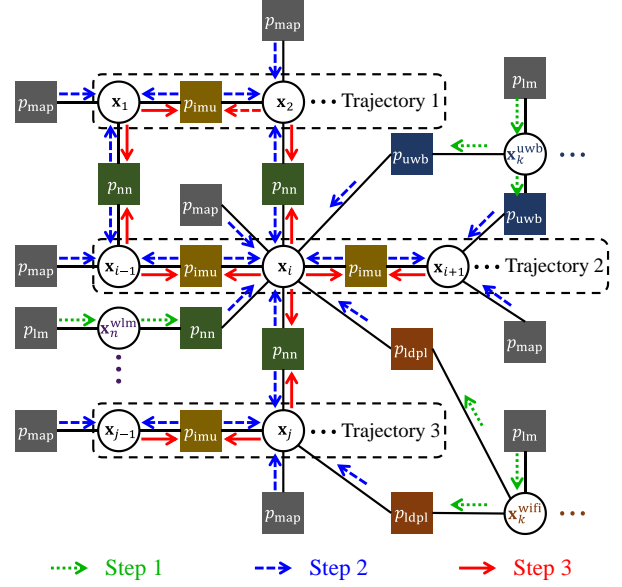 p_map
p_lm
p_map x_1 p_imu x_2 ··· Trajectory 1
p_uwb x_k^uwb ···
p_nn p_nn
p_map p_uwb
p_map x_{i−1} p_imu x_i p_imu x_{i+1} ··· Trajectory 2
p_lm x_n^wlm p_nn p_map
p_nn p_ldpl
p_map x_{j−1} p_imu x_j ··· Trajectory 3 p_lm
p_map p_ldpl x_k^wifi ···
Step 1 Step 2 Step 3